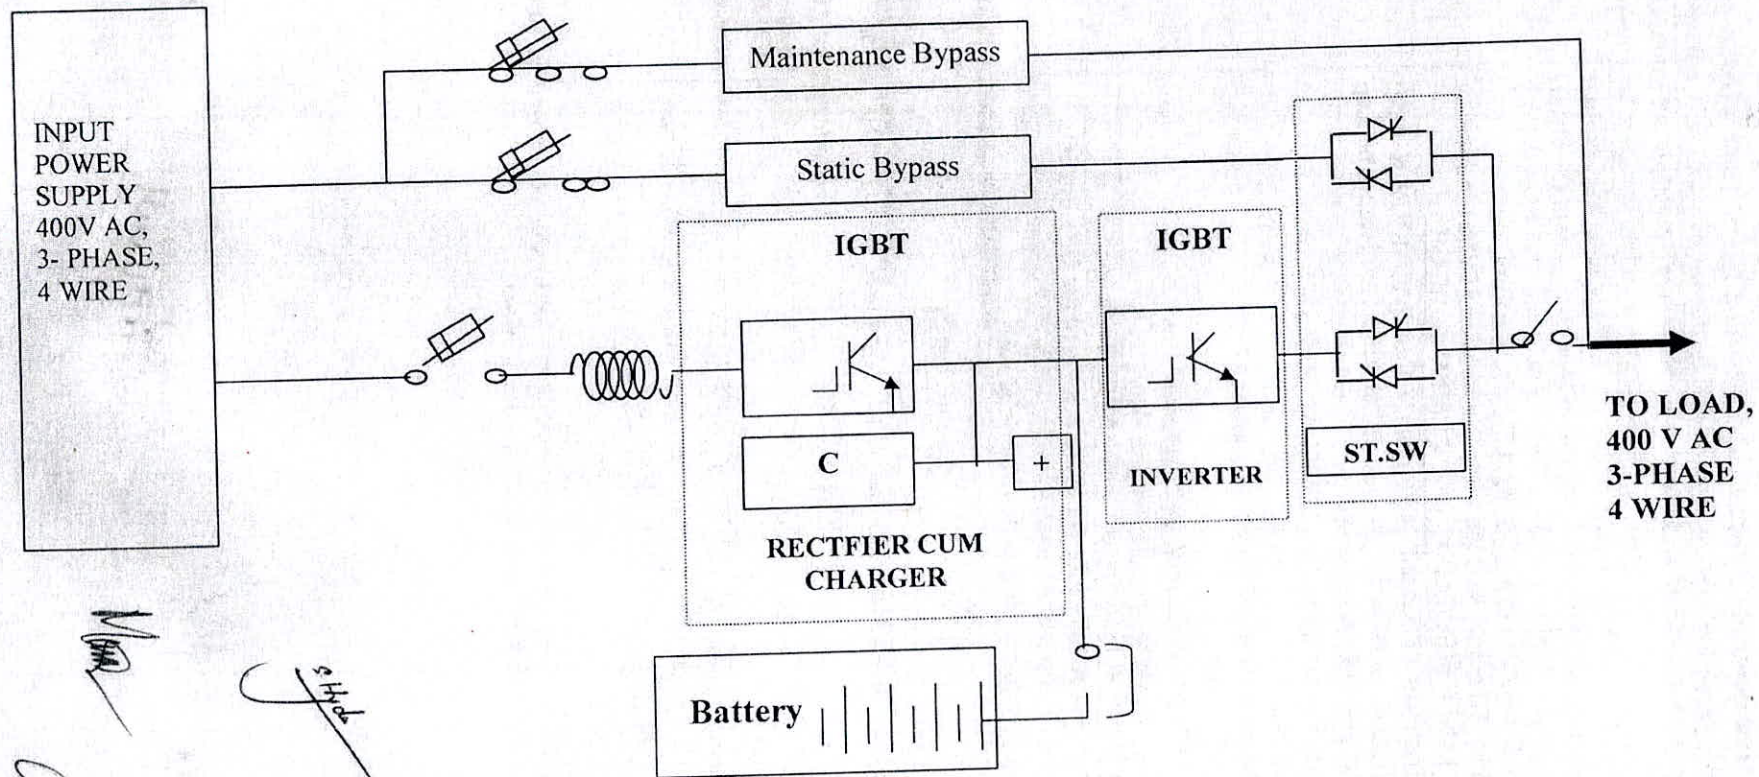 INPUT
POWER
SUPPLY
400V AC,
3- PHASE,
4 WIRE
Maintenance Bypass
Static Bypass
IGBT
IGBT
C
+
RECTFIER CUM
CHARGER
INVERTER
ST.SW
TO LOAD,
400 V AC
3-PHASE
4 WIRE
Battery